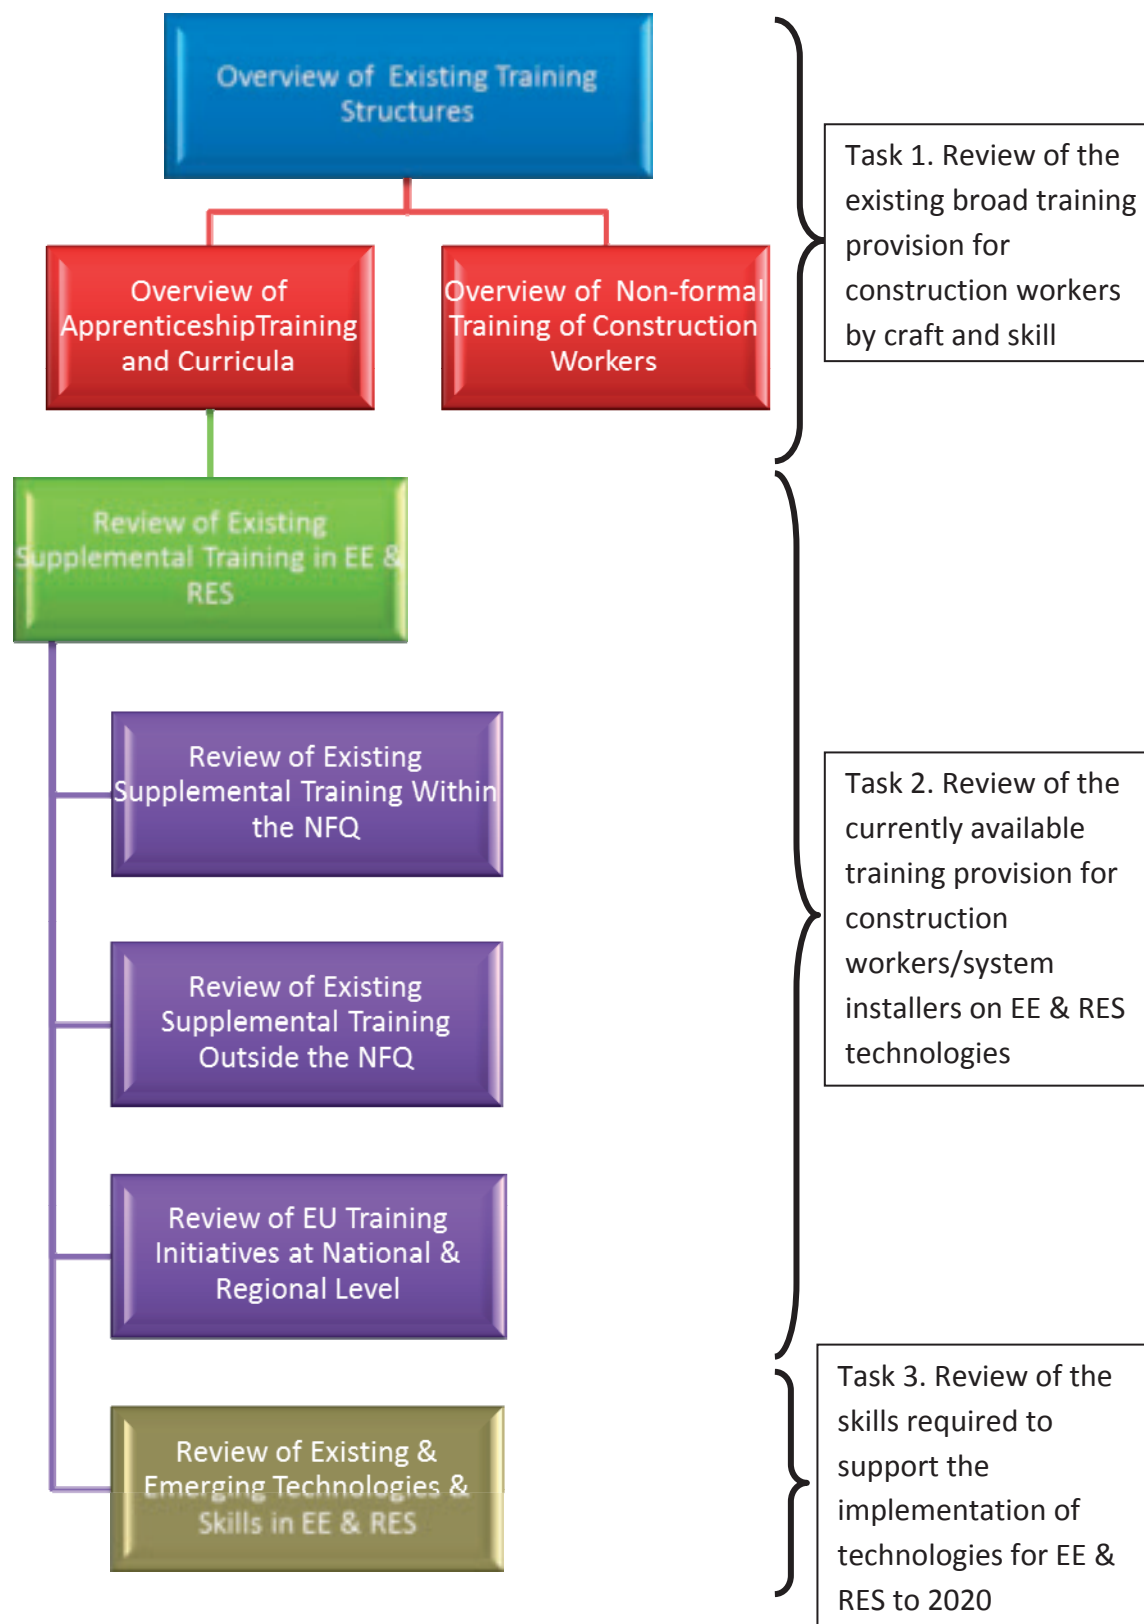 Overview of Existing Training
Structures
Overview of
ApprenticeshipTraining
and Curricula
Overview of Non-formal
Training of Construction
Workers
Task 1. Review of the
existing broad training
provision for
construction workers
by craft and skill
Review of Existing
Supplemental Training in EE &
RES
Review of Existing
Supplemental Training Within
the NFQ
Review of Existing
Supplemental Training
Outside the NFQ
Review of EU Training
Initiatives at National &
Regional Level
Task 2. Review of the
currently available
training provision for
construction
workers/system
installers on EE & RES
technologies
Review of Existing &
Emerging Technologies &
Skills in EE & RES
Task 3. Review of the
skills required to
support the
implementation of
technologies for EE &
RES to 2020